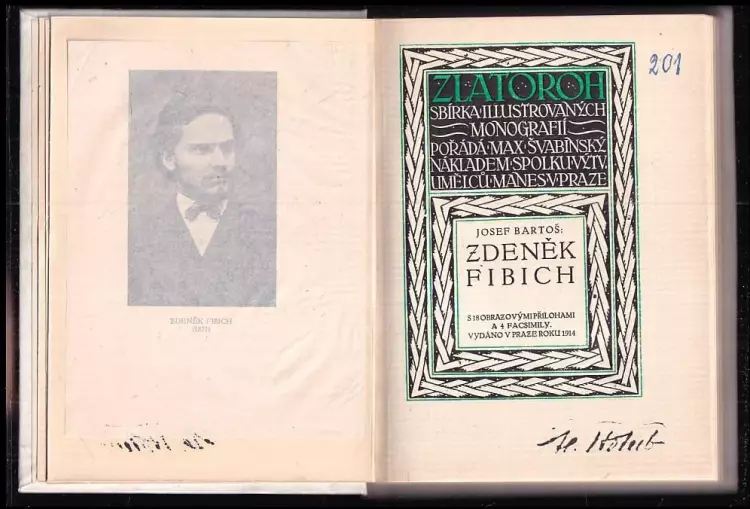 ZDENĚK FIBICH
201
ZLATOROH
SBÍRKA·ILLUSTROVANÝCH
MONOGRAFIÍ
POŘÁDÁ·MAX·ŠVABINSKÝ
NÁKLADEM·SPOLKU·VÝTV.
UMĚLCŮ·MÁNES·V·PRAZE
JOSEF BARTOŠ:
ZDENĚK
FIBICH
S 18 OBRAZOVÝMI PŘÍLOHAMI
A 4 FACSIMILY.
VYDÁNO V PRAZE ROKU 1914